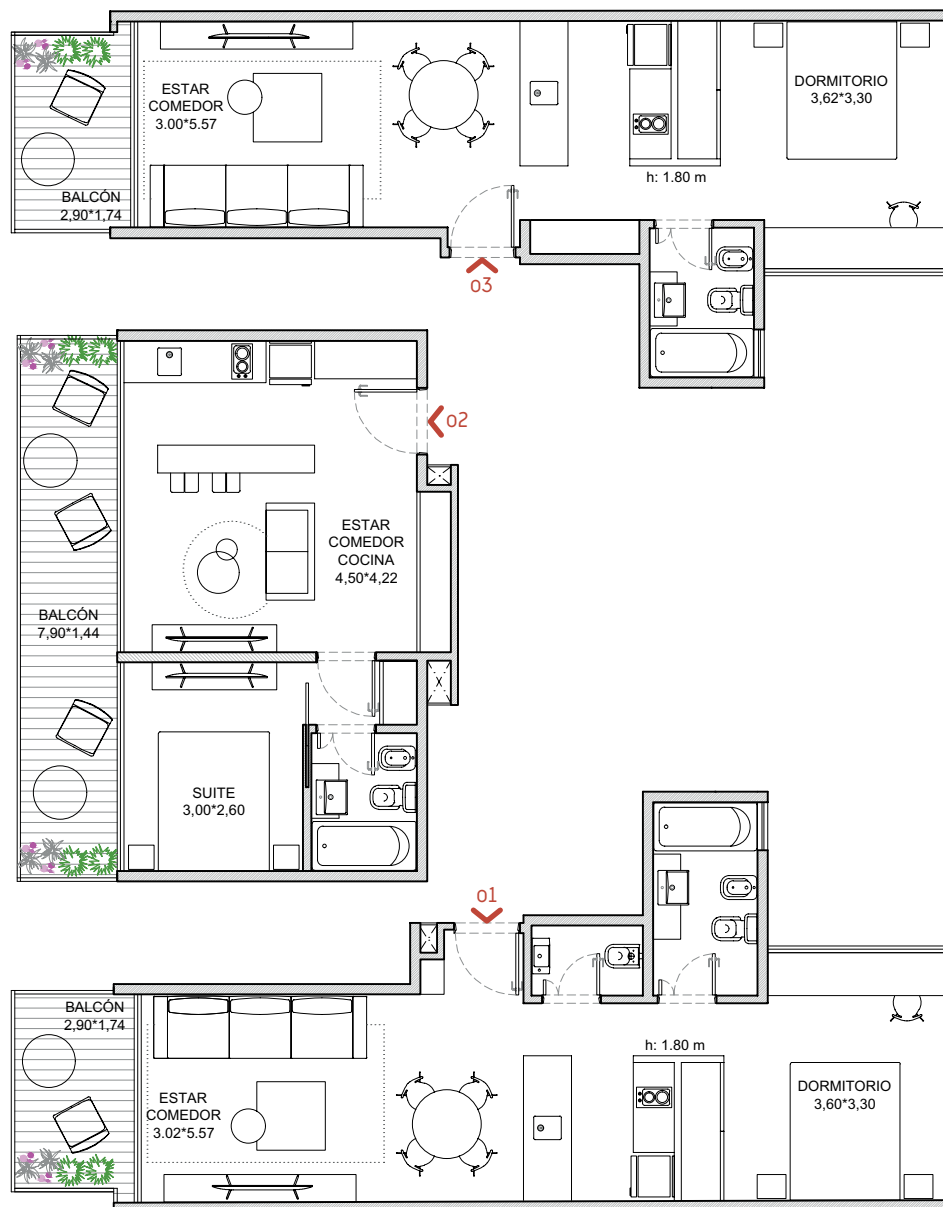 ESTAR
COMEDOR
3.00*5.57
DORMITORIO
3,62*3,30
BALCÓN
2,90*1,74
h: 1.80 m
03
02
ESTAR
COMEDOR
COCINA
4,50*4,22
BALCÓN
7,90*1,44
SUITE
3,00*2,60
01
BALCÓN
2,90*1,74
h: 1.80 m
ESTAR
COMEDOR
3.02*5.57
DORMITORIO
3,60*3,30